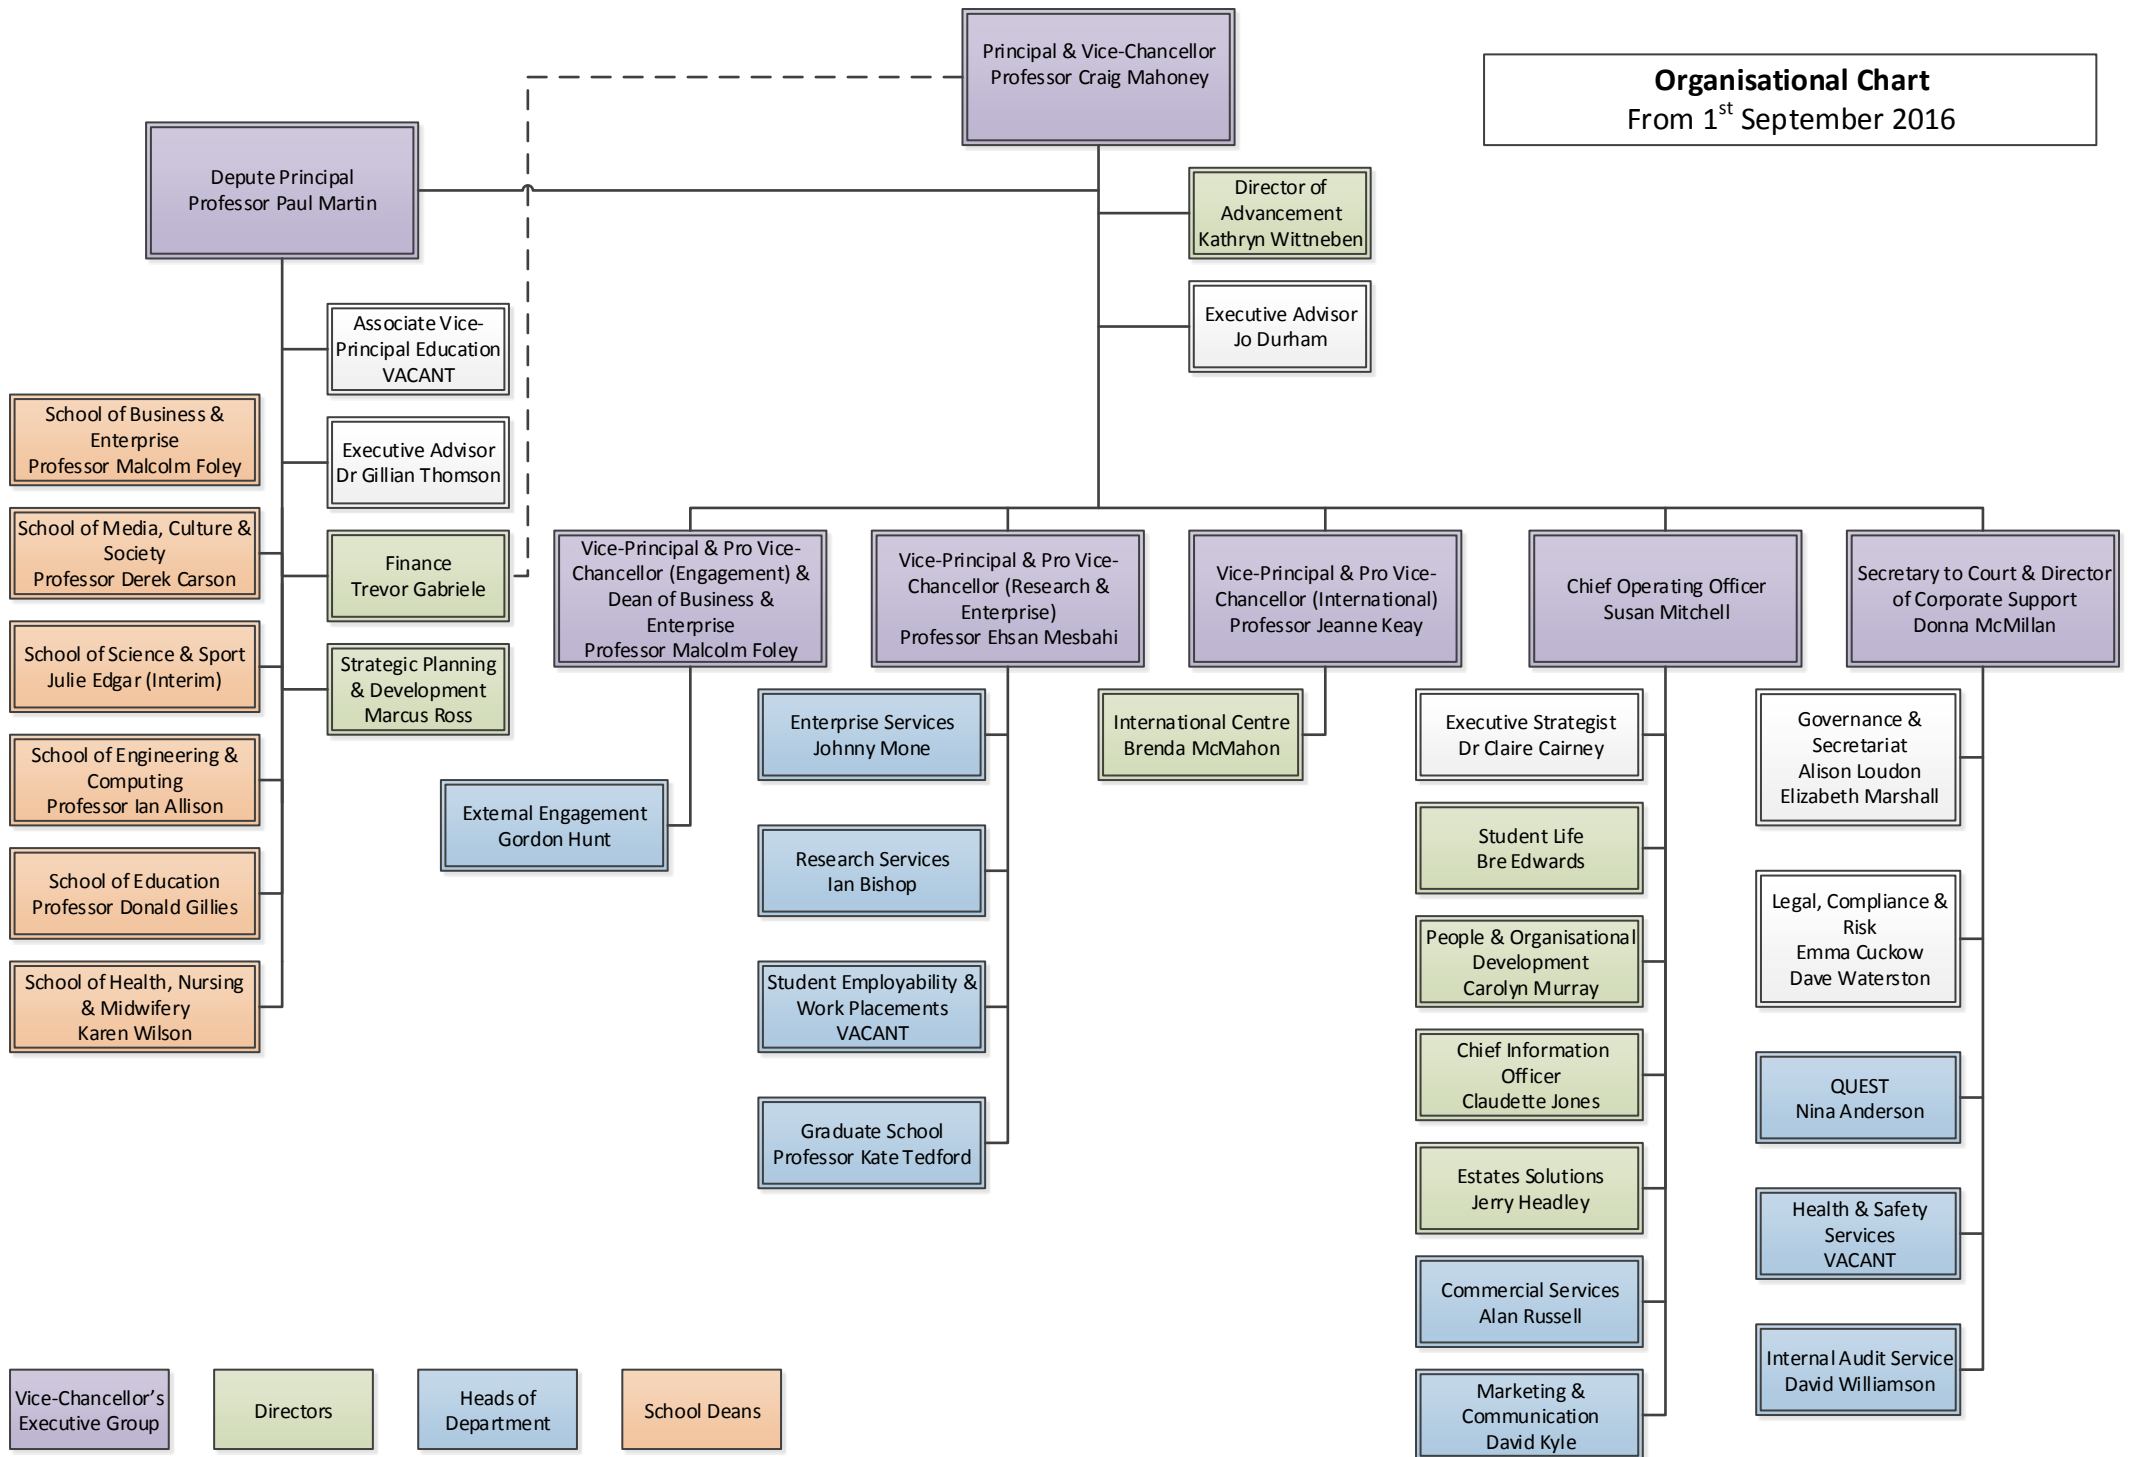 Principal & Vice-Chancellor
Professor Craig Mahoney
Organisational Chart
From 1st September 2016
Depute Principal
Professor Paul Martin
Director of
Advancement
Kathryn Wittneben
Executive Advisor
Jo Durham
Associate Vice-
Principal Education
VACANT
Executive Advisor
Dr Gillian Thomson
Finance
Trevor Gabriele
Strategic Planning
& Development
Marcus Ross
School of Business &
Enterprise
Professor Malcolm Foley
School of Media, Culture &
Society
Professor Derek Carson
School of Science & Sport
Julie Edgar (Interim)
School of Engineering &
Computing
Professor Ian Allison
School of Education
Professor Donald Gillies
School of Health, Nursing
& Midwifery
Karen Wilson
Vice-Principal & Pro Vice-
Chancellor (Engagement) &
Dean of Business &
Enterprise
Professor Malcolm Foley
External Engagement
Gordon Hunt
Vice-Principal & Pro Vice-
Chancellor (Research &
Enterprise)
Professor Ehsan Mesbahi
Enterprise Services
Johnny Mone
Research Services
Ian Bishop
Student Employability &
Work Placements
VACANT
Graduate School
Professor Kate Tedford
Vice-Principal & Pro Vice-
Chancellor (International)
Professor Jeanne Keay
International Centre
Brenda McMahon
Chief Operating Officer
Susan Mitchell
Executive Strategist
Dr Claire Cairney
Student Life
Bre Edwards
People & Organisational
Development
Carolyn Murray
Chief Information
Officer
Claudette Jones
Estates Solutions
Jerry Headley
Commercial Services
Alan Russell
Marketing &
Communication
David Kyle
Secretary to Court & Director
of Corporate Support
Donna McMillan
Governance &
Secretariat
Alison Loudon
Elizabeth Marshall
Legal, Compliance &
Risk
Emma Cuckow
Dave Waterston
QUEST
Nina Anderson
Health & Safety
Services
VACANT
Internal Audit Service
David Williamson
Vice-Chancellor’s
Executive Group
Directors
Heads of
Department
School Deans